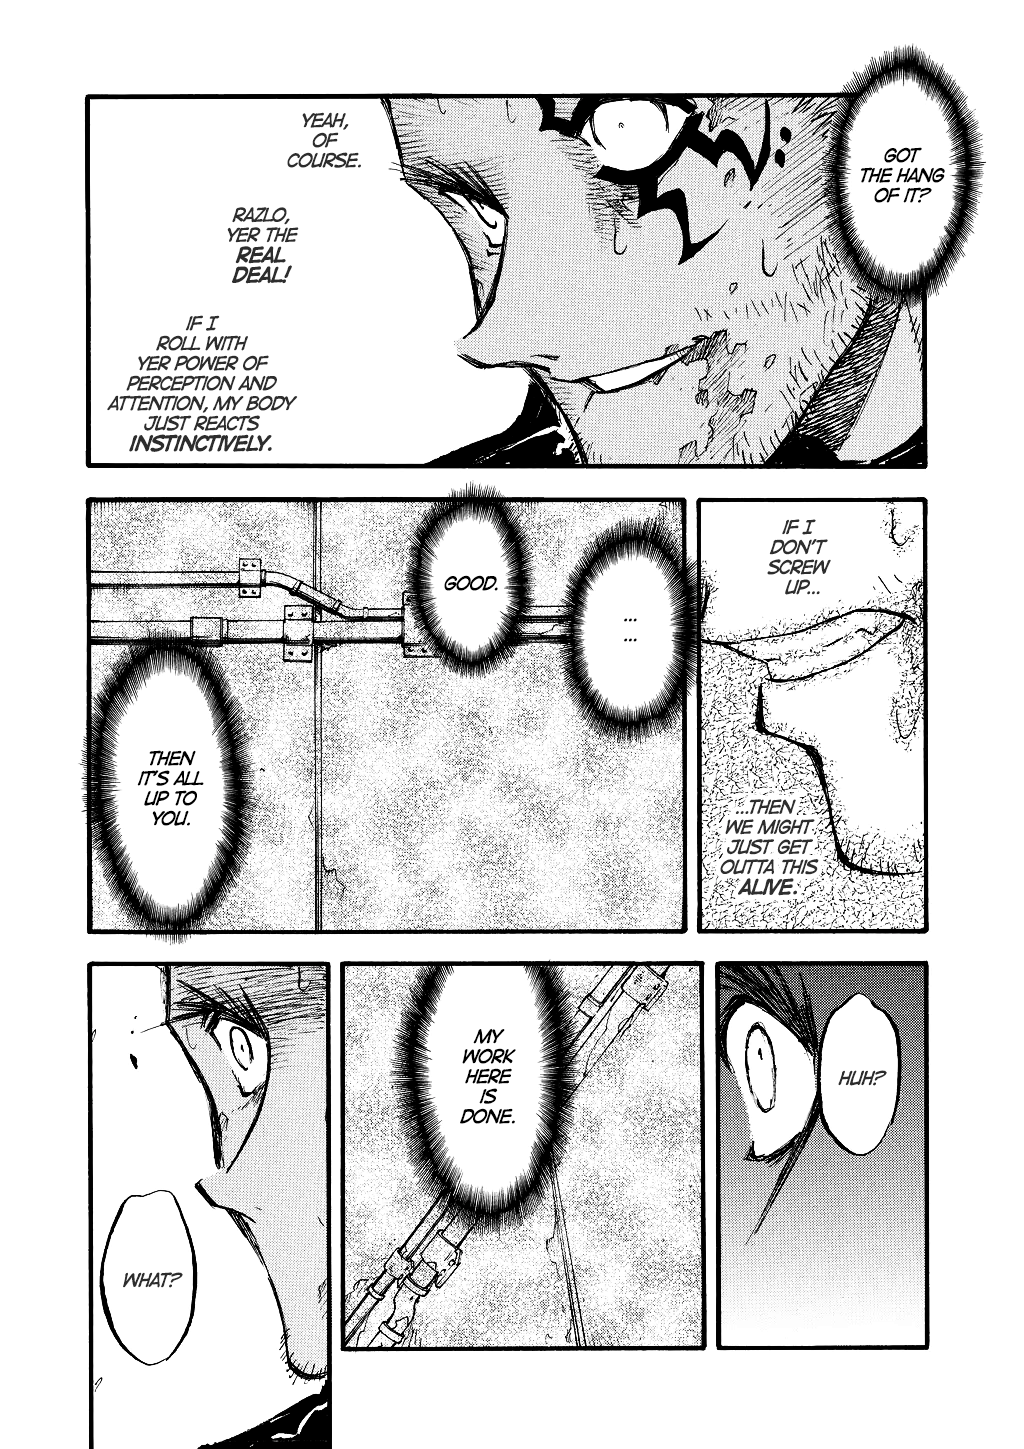 GOT
THE HANG
OF IT?
YEAH,
OF
COURSE.
RAZLO,
YER THE
REAL
DEAL!
IF I
ROLL WITH
YER POWER OF
PERCEPTION AND
ATTENTION, MY BODY
JUST REACTS
INSTINCTIVELY.
IF I
DON'T
SCREW
UP...
...THEN
WE MIGHT
JUST GET
OUTTA THIS
ALIVE.
...
...
GOOD.
THEN
IT'S ALL
UP TO
YOU.
HUH?
MY
WORK
HERE
IS
DONE.
WHAT?